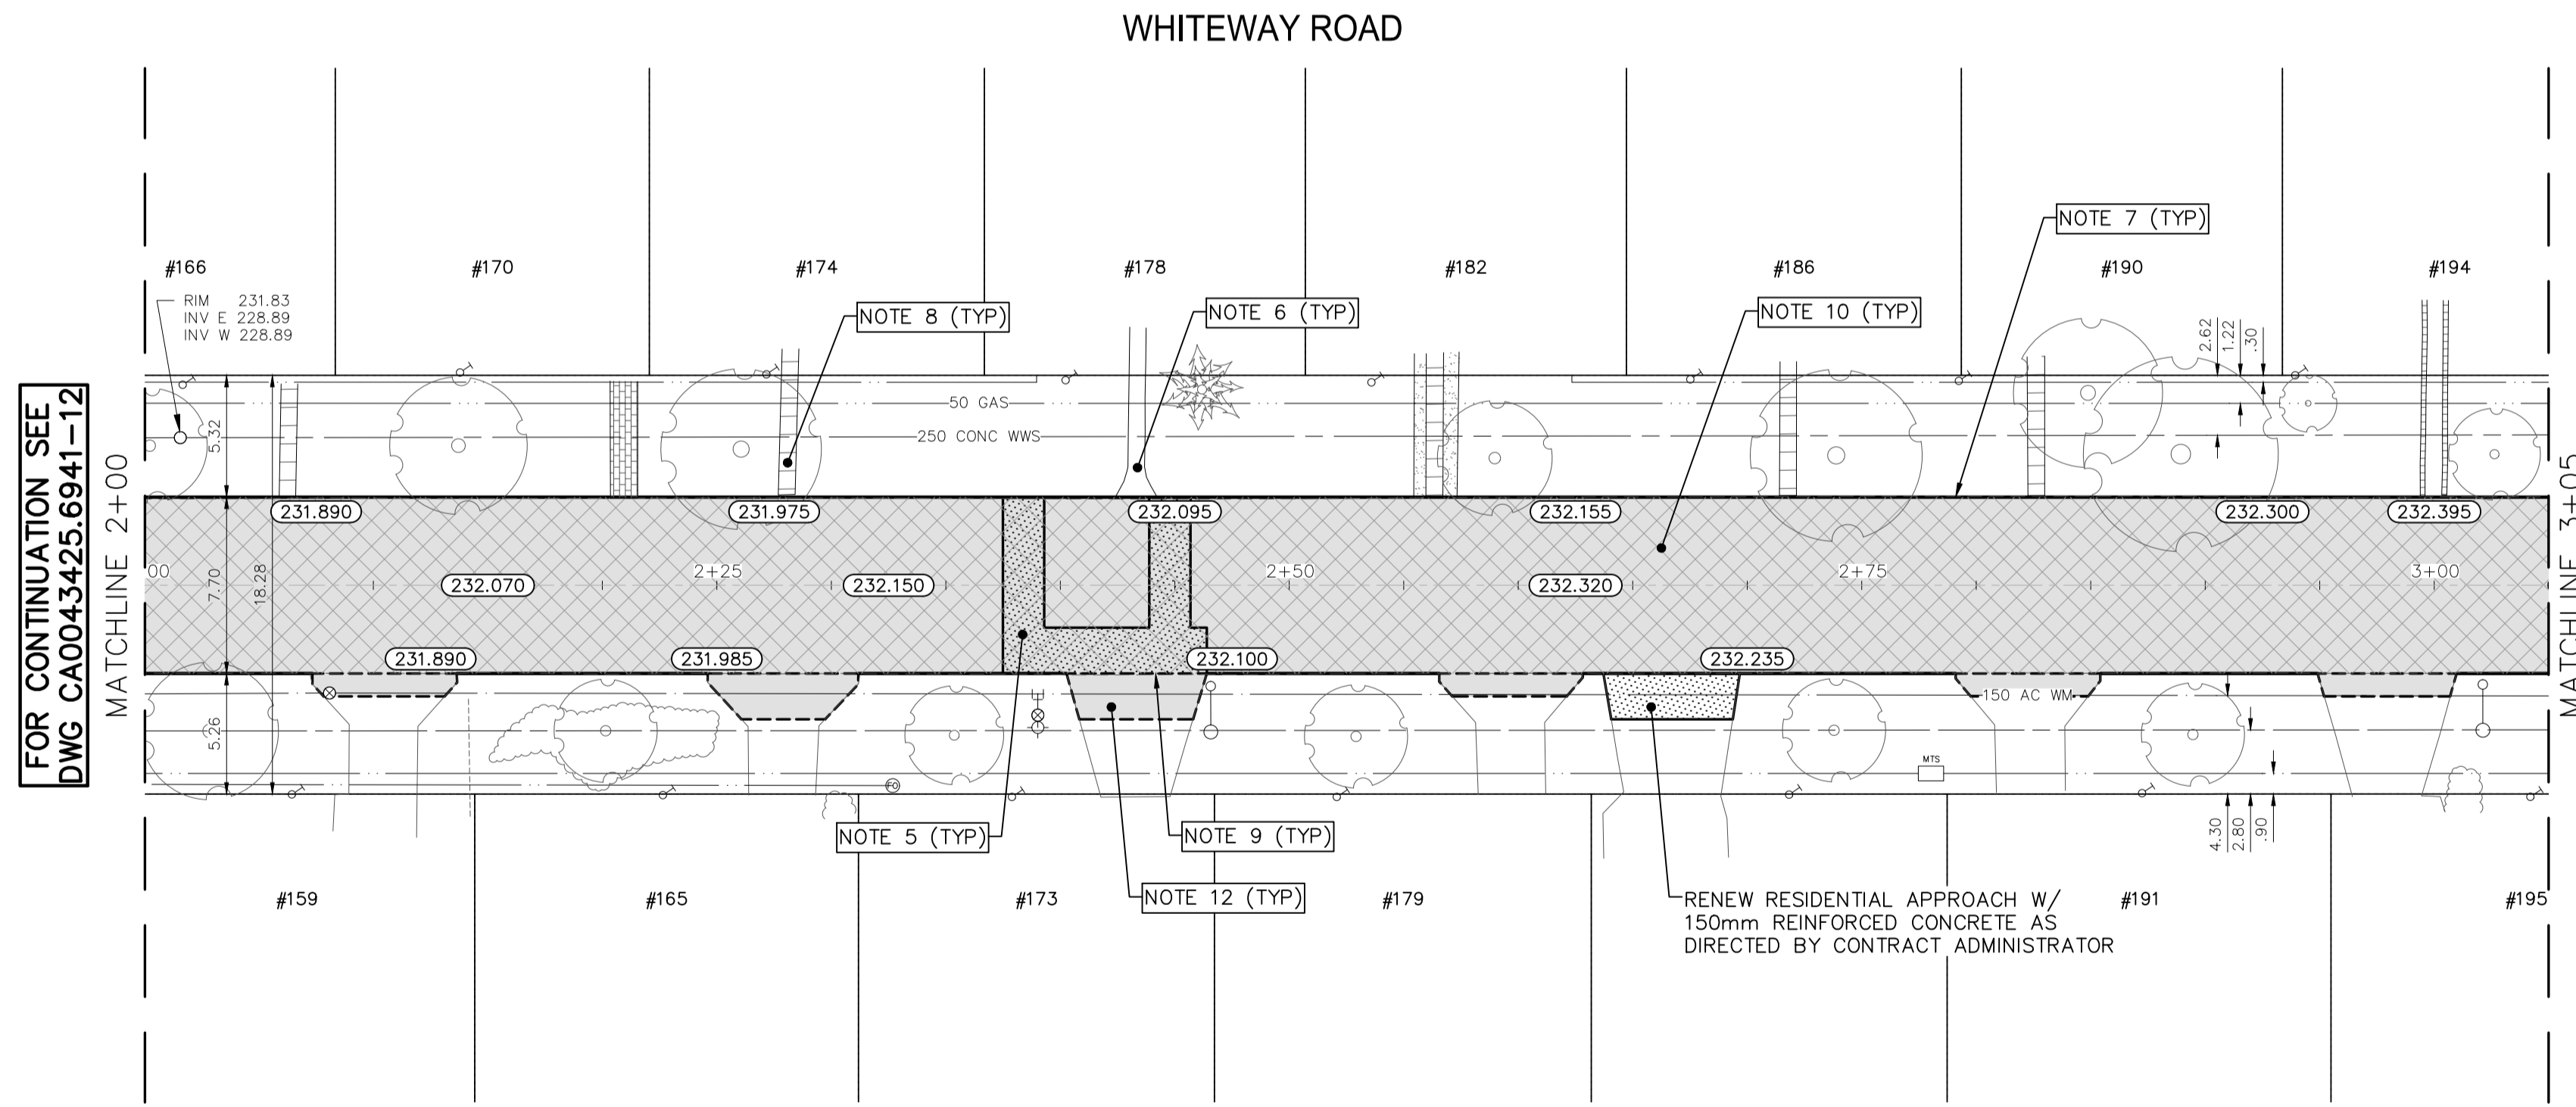 WHITEWAY ROAD
FOR CONTINUATION SEE
DWG CA0043425.6941-12
MATCHLINE 2+00
MATCHLINE 3+05
#166
#170
#174
#178
#182
#186
#190
#194
RIM 231.83
INV E 228.89
INV W 228.89
NOTE 8 (TYP)
NOTE 6 (TYP)
NOTE 10 (TYP)
NOTE 7 (TYP)
2.62
1.22
.30
50 GAS
250 CONC WWS
5.32
231.890
231.975
232.095
232.155
232.300
232.395
00
7.70
18.28
232.070
2+25
232.150
2+50
232.320
2+75
3+00
231.890
231.985
232.100
232.235
5.26
150 AC WM
MTS
4.30
2.80
.90
NOTE 5 (TYP)
NOTE 9 (TYP)
NOTE 12 (TYP)
#159
#165
#173
#179
#191
#195
RENEW RESIDENTIAL APPROACH W/
150mm REINFORCED CONCRETE AS
DIRECTED BY CONTRACT ADMINISTRATOR